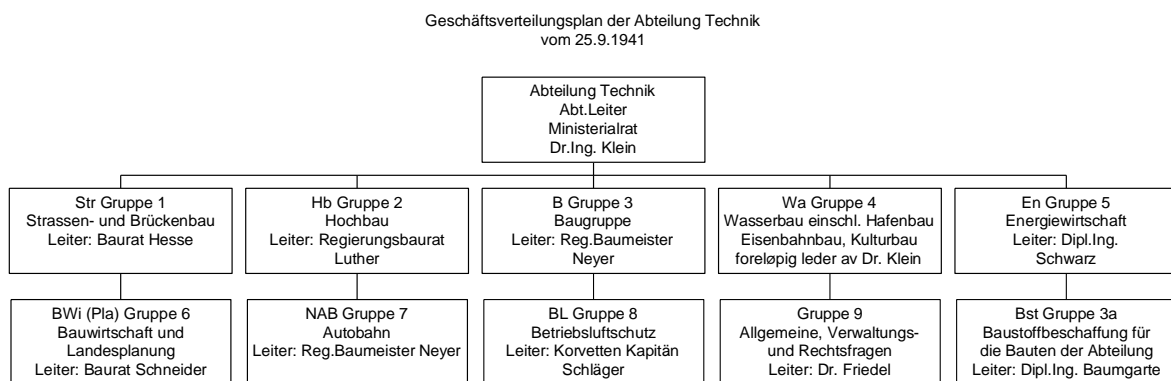 Geschäftsverteilungsplan der Abteilung Technik
vom 25.9.1941
Abteilung Technik
Abt.Leiter
Ministerialrat
Dr.Ing. Klein
Str Gruppe 1
Strassen- und Brückenbau
Leiter: Baurat Hesse
Hb Gruppe 2
Hochbau
Leiter: Regierungsbaurat
Luther
B Gruppe 3
Baugruppe
Leiter: Reg.Baumeister
Neyer
Wa Gruppe 4
Wasserbau einschl. Hafenbau
Eisenbahnbau, Kulturbau
foreløpig leder av Dr. Klein
En Gruppe 5
Energiewirtschaft
Leiter: Dipl.Ing.
Schwarz
BWi (Pla) Gruppe 6
Bauwirtschaft und
Landesplanung
Leiter: Baurat Schneider
NAB Gruppe 7
Autobahn
Leiter: Reg.Baumeister Neyer
BL Gruppe 8
Betriebsluftschutz
Leiter: Korvetten Kapitän
Schläger
Gruppe 9
Allgemeine, Verwaltungs-
und Rechtsfragen
Leiter: Dr. Friedel
Bst Gruppe 3a
Baustoffbeschaffung für
die Bauten der Abteilung
Leiter: Dipl.Ing. Baumgarte